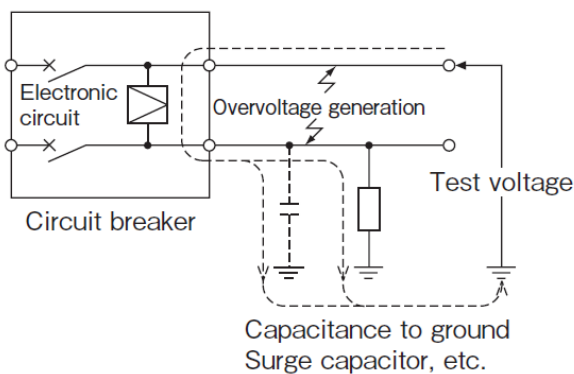 Electronic
circuit
Overvoltage generation
Test voltage
Circuit breaker
Capacitance to ground
Surge capacitor, etc.